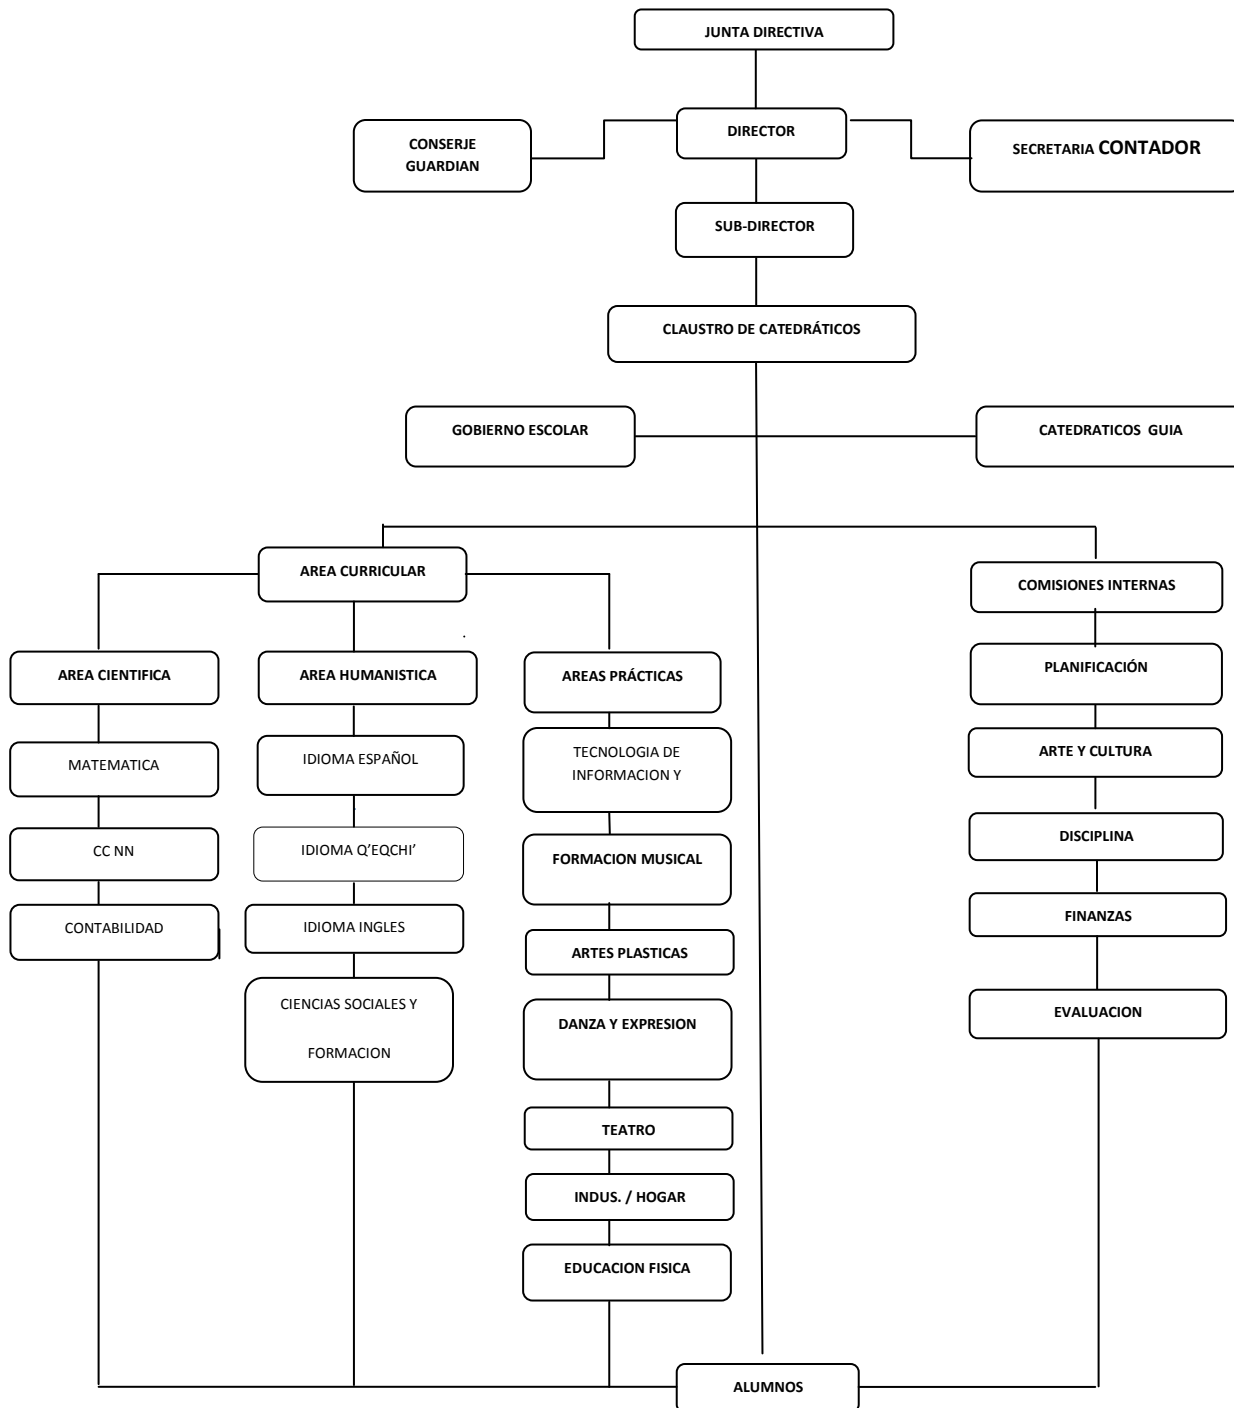 JUNTA DIRECTIVA
DIRECTOR
CONSERJE
GUARDIAN
SECRETARIA CONTADOR
SUB-DIRECTOR
CLAUSTRO DE CATEDRÁTICOS
GOBIERNO ESCOLAR
CATEDRATICOS GUIA
AREA CURRICULAR
COMISIONES INTERNAS
AREA CIENTIFICA
MATEMATICA
CC NN
CONTABILIDAD
AREA HUMANISTICA
IDIOMA ESPAÑOL
IDIOMA Q’EQCHI’
IDIOMA INGLES
CIENCIAS SOCIALES Y
FORMACION
AREAS PRÁCTICAS
TECNOLOGIA DE
INFORMACION Y
FORMACION MUSICAL
ARTES PLASTICAS
DANZA Y EXPRESION
TEATRO
INDUS. / HOGAR
EDUCACION FISICA
PLANIFICACIÓN
ARTE Y CULTURA
DISCIPLINA
FINANZAS
EVALUACION
ALUMNOS